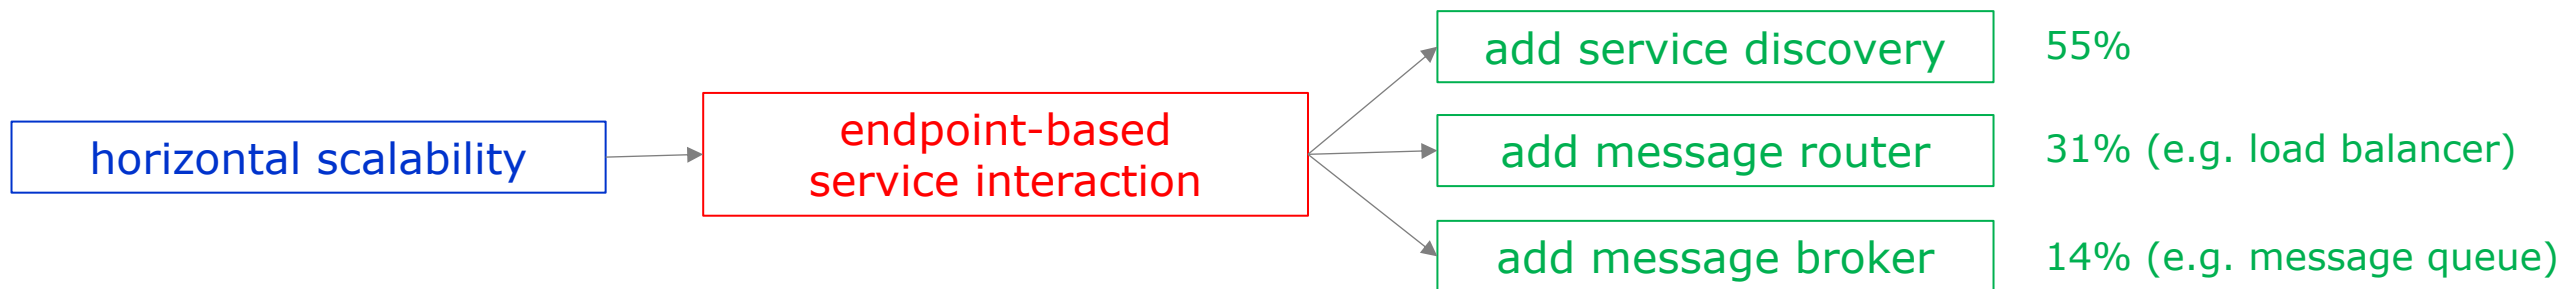 horizontal scalability
endpoint-based
service interaction
add service discovery
55%
add message router
31% (e.g. load balancer)
add message broker
14% (e.g. message queue)